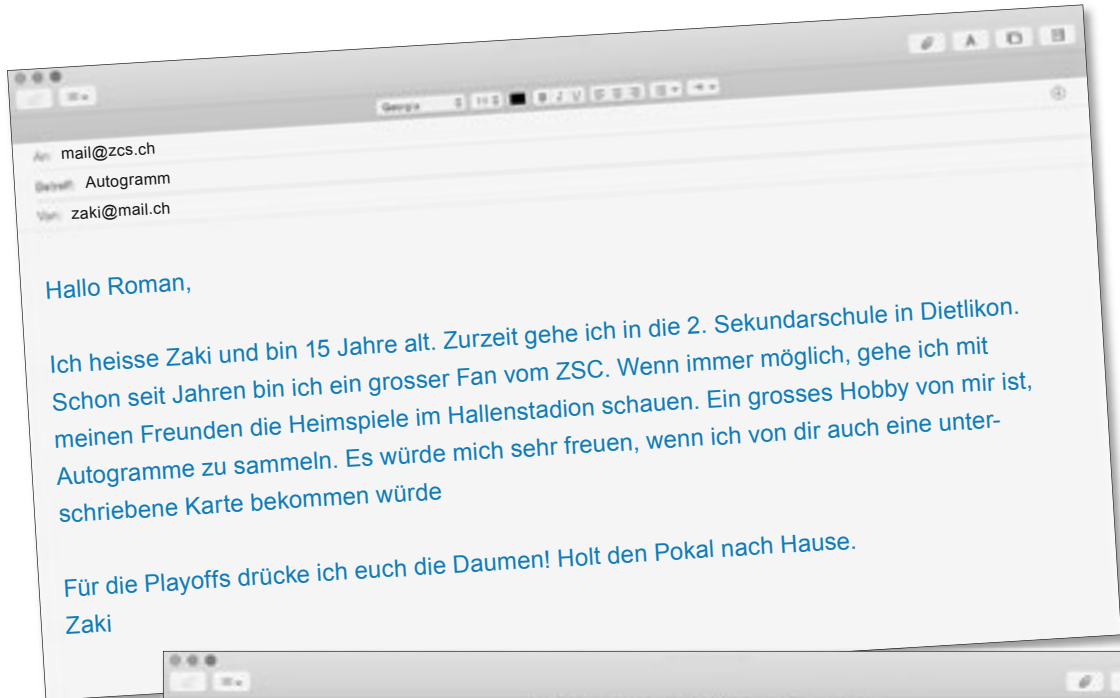 Georgia
An: mail@zcs.ch
Betreff: Autogramm
Von: zaki@mail.ch
Hallo Roman,
Ich heisse Zaki und bin 15 Jahre alt. Zurzeit gehe ich in die 2. Sekundarschule in Dietlikon.
Schon seit Jahren bin ich ein grosser Fan vom ZSC. Wenn immer möglich, gehe ich mit
meinen Freunden die Heimspiele im Hallenstadion schauen. Ein grosses Hobby von mir ist,
Autogramme zu sammeln. Es würde mich sehr freuen, wenn ich von dir auch eine unter-
schriebene Karte bekommen würde
Für die Playoffs drücke ich euch die Daumen! Holt den Pokal nach Hause.
Zaki